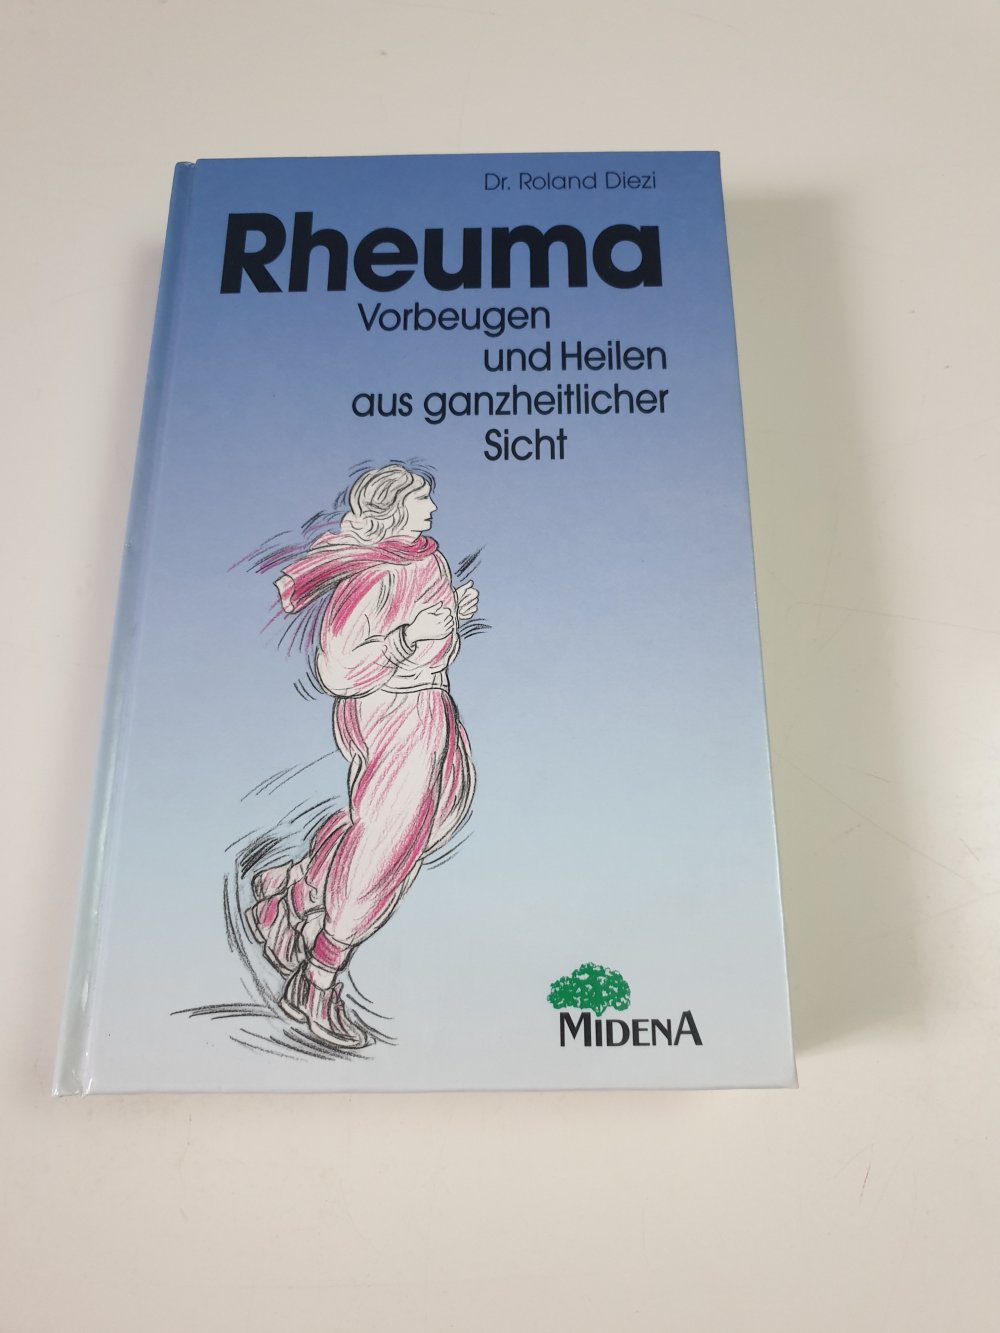 Dr. Roland Diezi
Rheuma
Vorbeugen
und Heilen
aus ganzheitlicher
Sicht
MIDENA